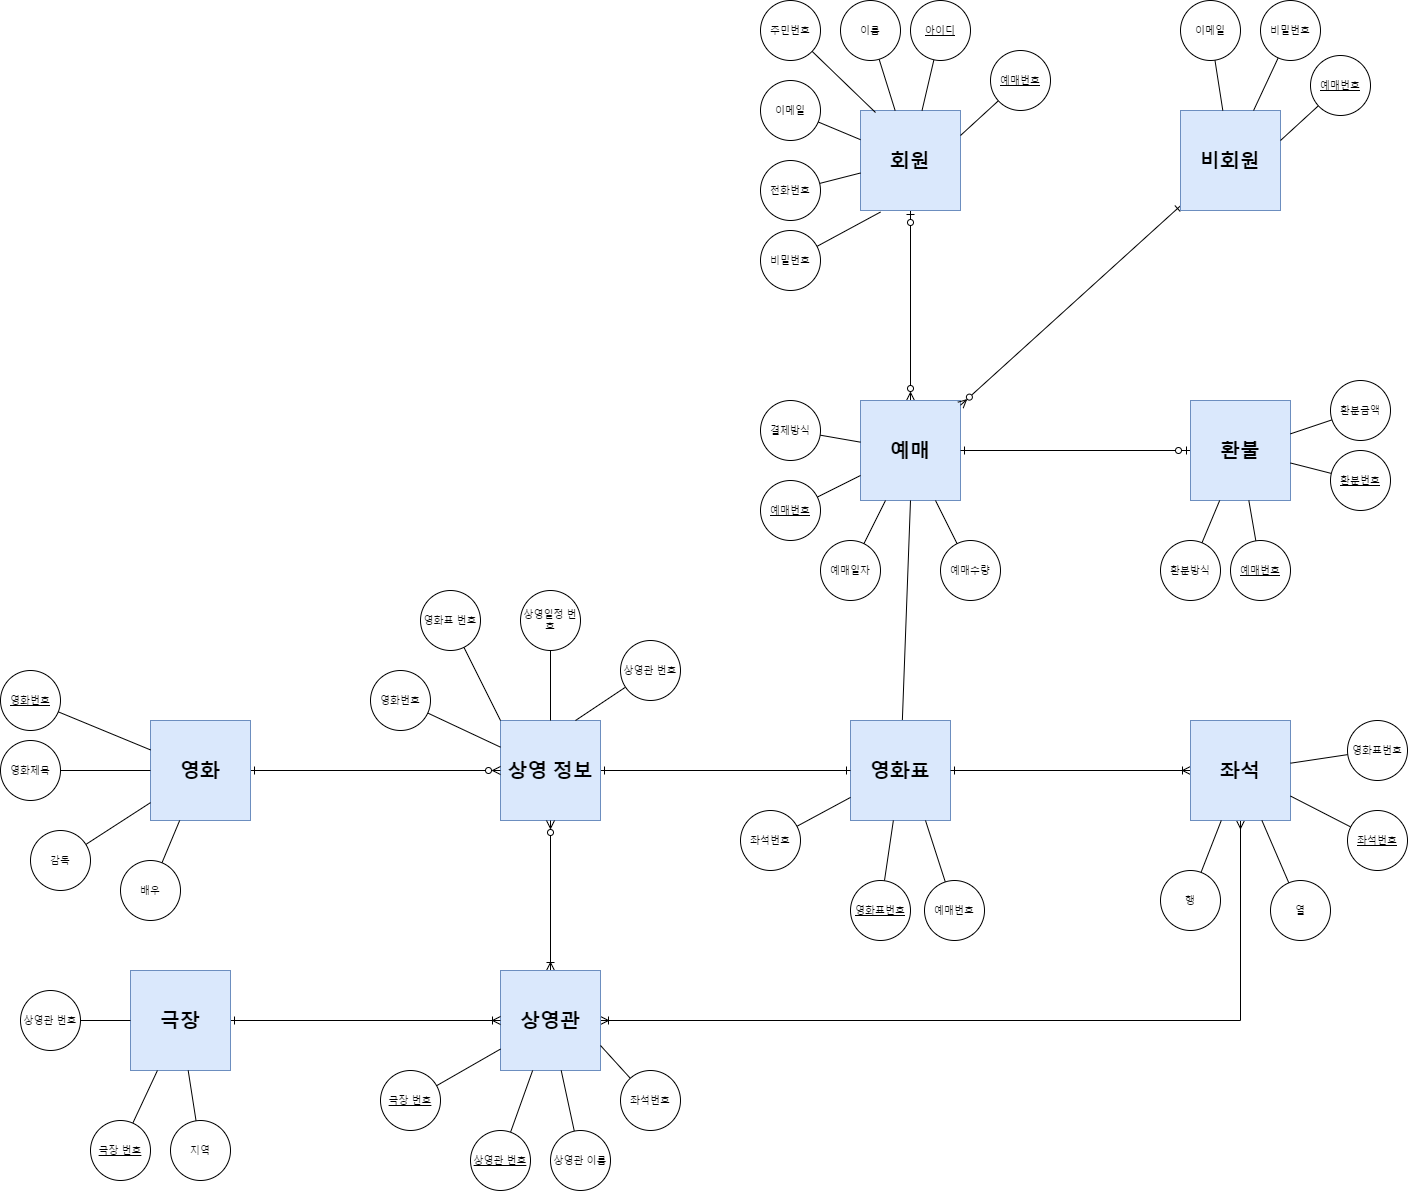 주민번호
이름
아이디
예매번호
이메일
전화번호
비밀번호
회원
이메일
비밀번호
예매번호
비회원
결제방식
예매번호
예매일자
예매수량
예매
환불
환분금액
환분번호
환분방식
예매번호
영화표 번호
상영일정 번
호
상영관 번호
영화번호
영화번호
영화제목
감독
배우
영화
상영 정보
영화표
좌석
영화표번호
좌석번호
좌석번호
영화표번호
예매번호
행
열
상영관 번호
극장
극장 번호
지역
상영관
극장 번호
좌석번호
상영관 번호
상영관 이름